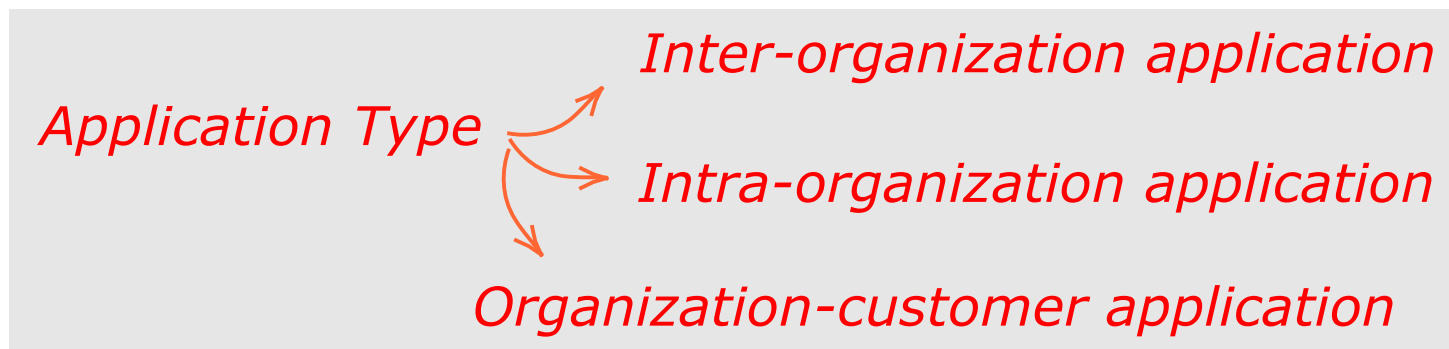 Inter-organization application
Application Type
Intra-organization application
Organization-customer application